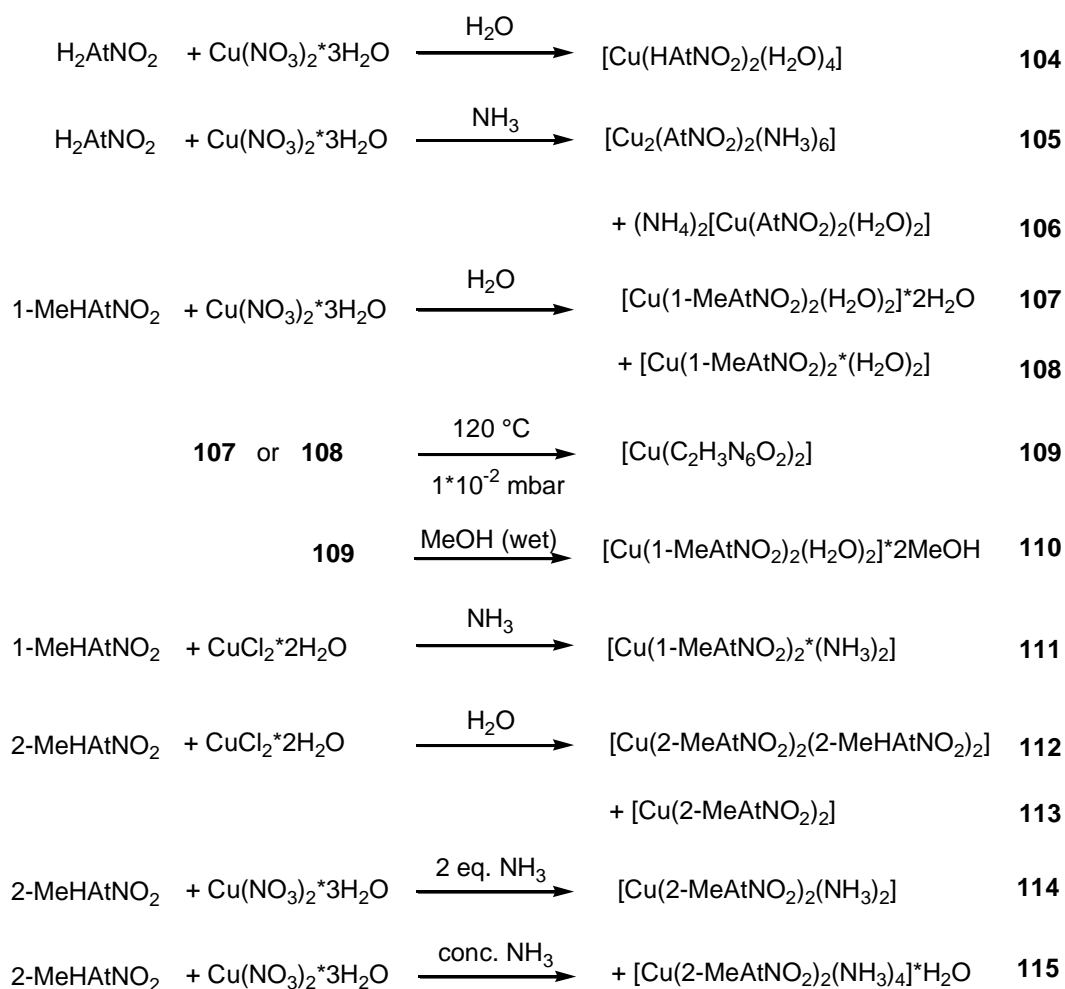 H₂AtNO₂ + Cu(NO₃)₂*3H₂O H₂O [Cu(HAtNO₂)₂(H₂O)₄] 104
H₂AtNO₂ + Cu(NO₃)₂*3H₂O NH₃ [Cu₂(AtNO₂)₂(NH₃)₆] 105
+ (NH₄)₂[Cu(AtNO₂)₂(H₂O)₂] 106
1-MeHAtNO₂ + Cu(NO₃)₂*3H₂O H₂O [Cu(1-MeAtNO₂)₂(H₂O)₂]*2H₂O 107
+ [Cu(1-MeAtNO₂)₂*(H₂O)₂] 108
107 or 108 120 °C 1*10⁻² mbar [Cu(C₂H₃N₆O₂)₂] 109
109 MeOH (wet) [Cu(1-MeAtNO₂)₂(H₂O)₂]*2MeOH 110
1-MeHAtNO₂ + CuCl₂*2H₂O NH₃ [Cu(1-MeAtNO₂)₂*(NH₃)₂] 111
2-MeHAtNO₂ + CuCl₂*2H₂O H₂O [Cu(2-MeAtNO₂)₂(2-MeHAtNO₂)₂] 112
+ [Cu(2-MeAtNO₂)₂] 113
2-MeHAtNO₂ + Cu(NO₃)₂*3H₂O 2 eq. NH₃ [Cu(2-MeAtNO₂)₂(NH₃)₂] 114
2-MeHAtNO₂ + Cu(NO₃)₂*3H₂O conc. NH₃ + [Cu(2-MeAtNO₂)₂(NH₃)₄]*H₂O 115